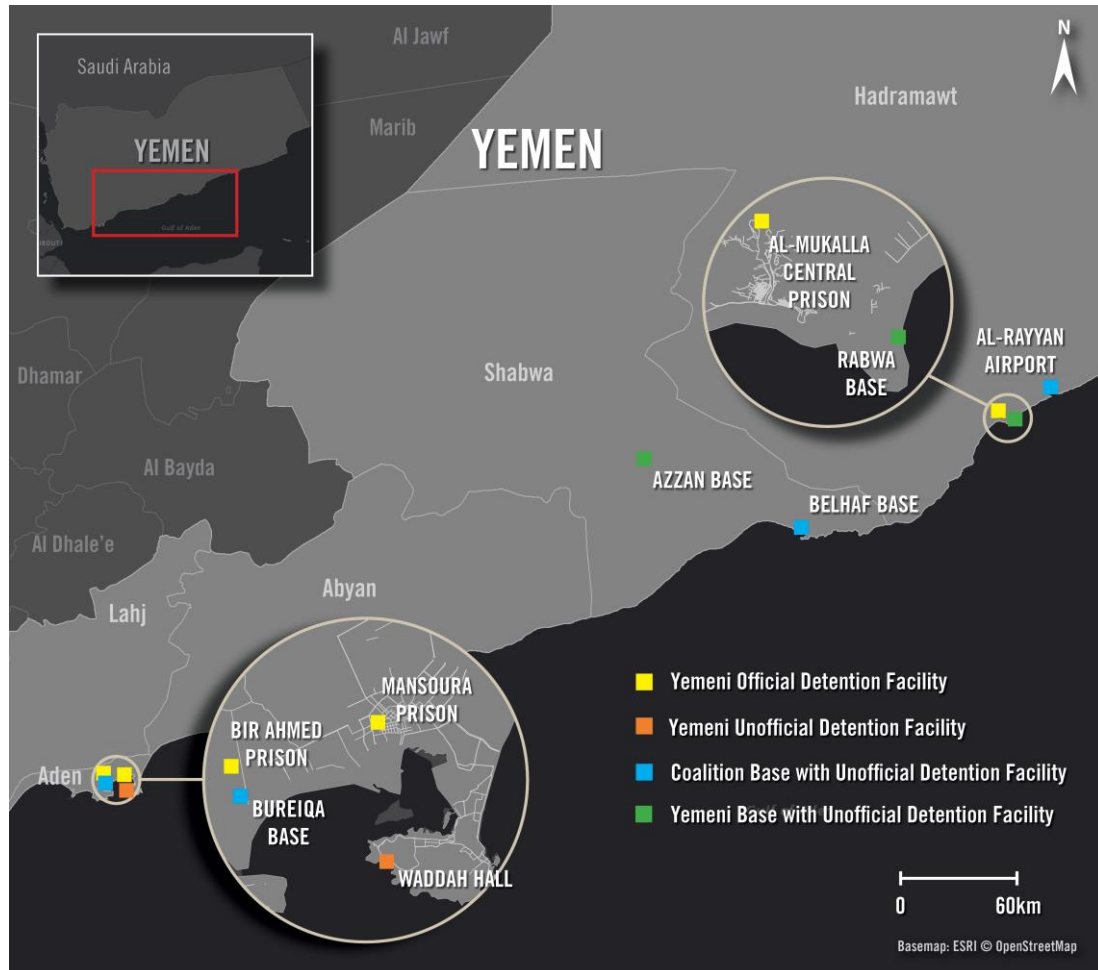 Al Jawf
N
Saudi Arabia
Hadramawt
Marib
YEMEN
YEMEN
Gulf of Aden
AL-MUKALLA
CENTRAL
PRISON
AL-RAYYAN
AIRPORT
RABWA
BASE
Dhamar
Shabwa
Al Bayda
AZZAN BASE
BELHAF BASE
Al Dhale'e
Abyan
Lahj
MANSOURA
PRISON
BIR AHMED
PRISON
Aden
BUREIQA
BASE
WADDAH HALL
Yemeni Official Detention Facility
Yemeni Unofficial Detention Facility
Coalition Base with Unofficial Detention Facility
Yemeni Base with Unofficial Detention Facility
0 60km
Basemap: ESRI © OpenStreetMap